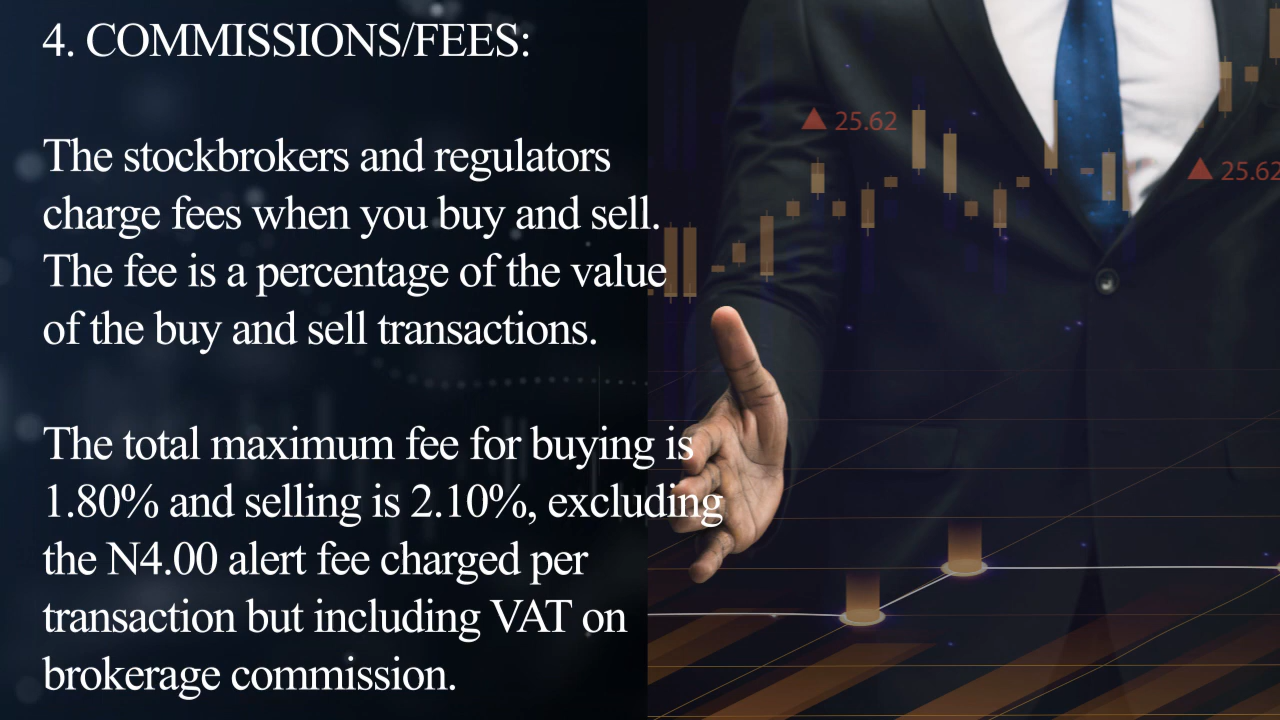 4. COMMISSIONS/FEES:
The stockbrokers and regulators
charge fees when you buy and sell.
The fee is a percentage of the value
of the buy and sell transactions.
The total maximum fee for buying is
1.80% and selling is 2.10%, excluding
the N4.00 alert fee charged per
transaction but including VAT on
brokerage commission.
25.62
25.62